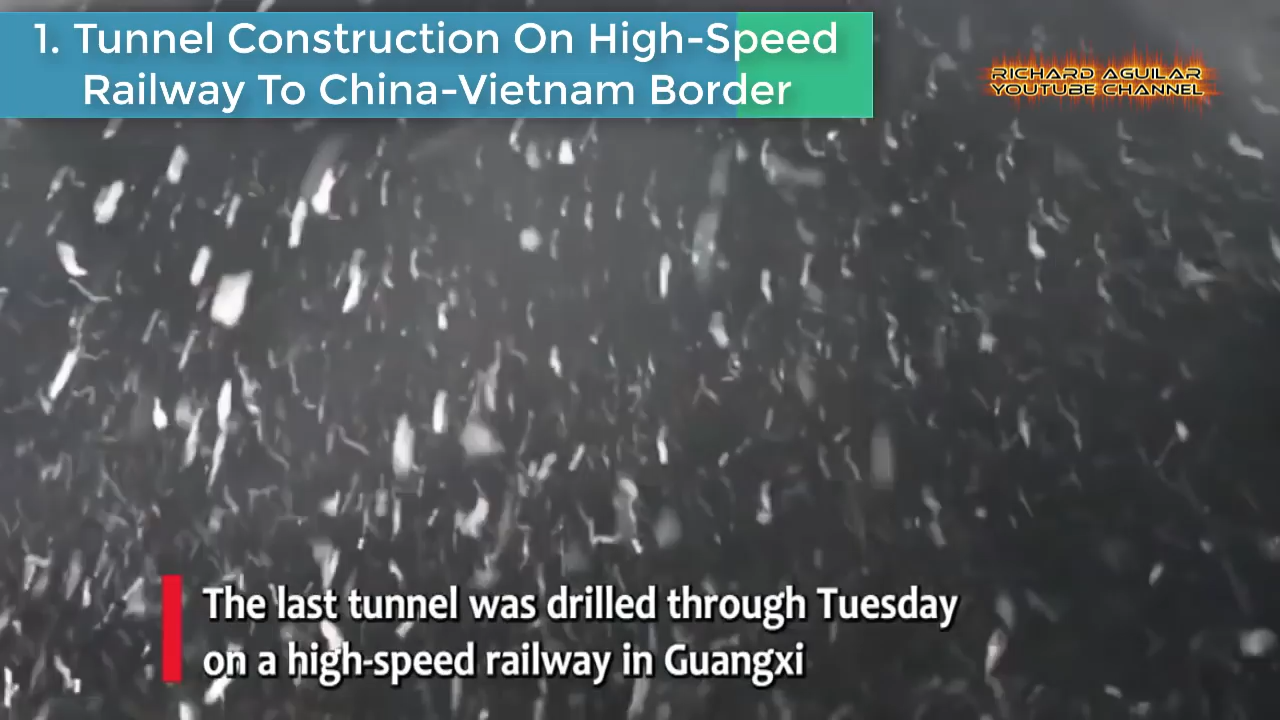 1. Tunnel Construction On High-Speed
Railway To China-Vietnam Border
RICHARD AGUILAR
YOUTUBE CHANNEL
The last tunnel was drilled through Tuesday
on a high-speed railway in Guangxi